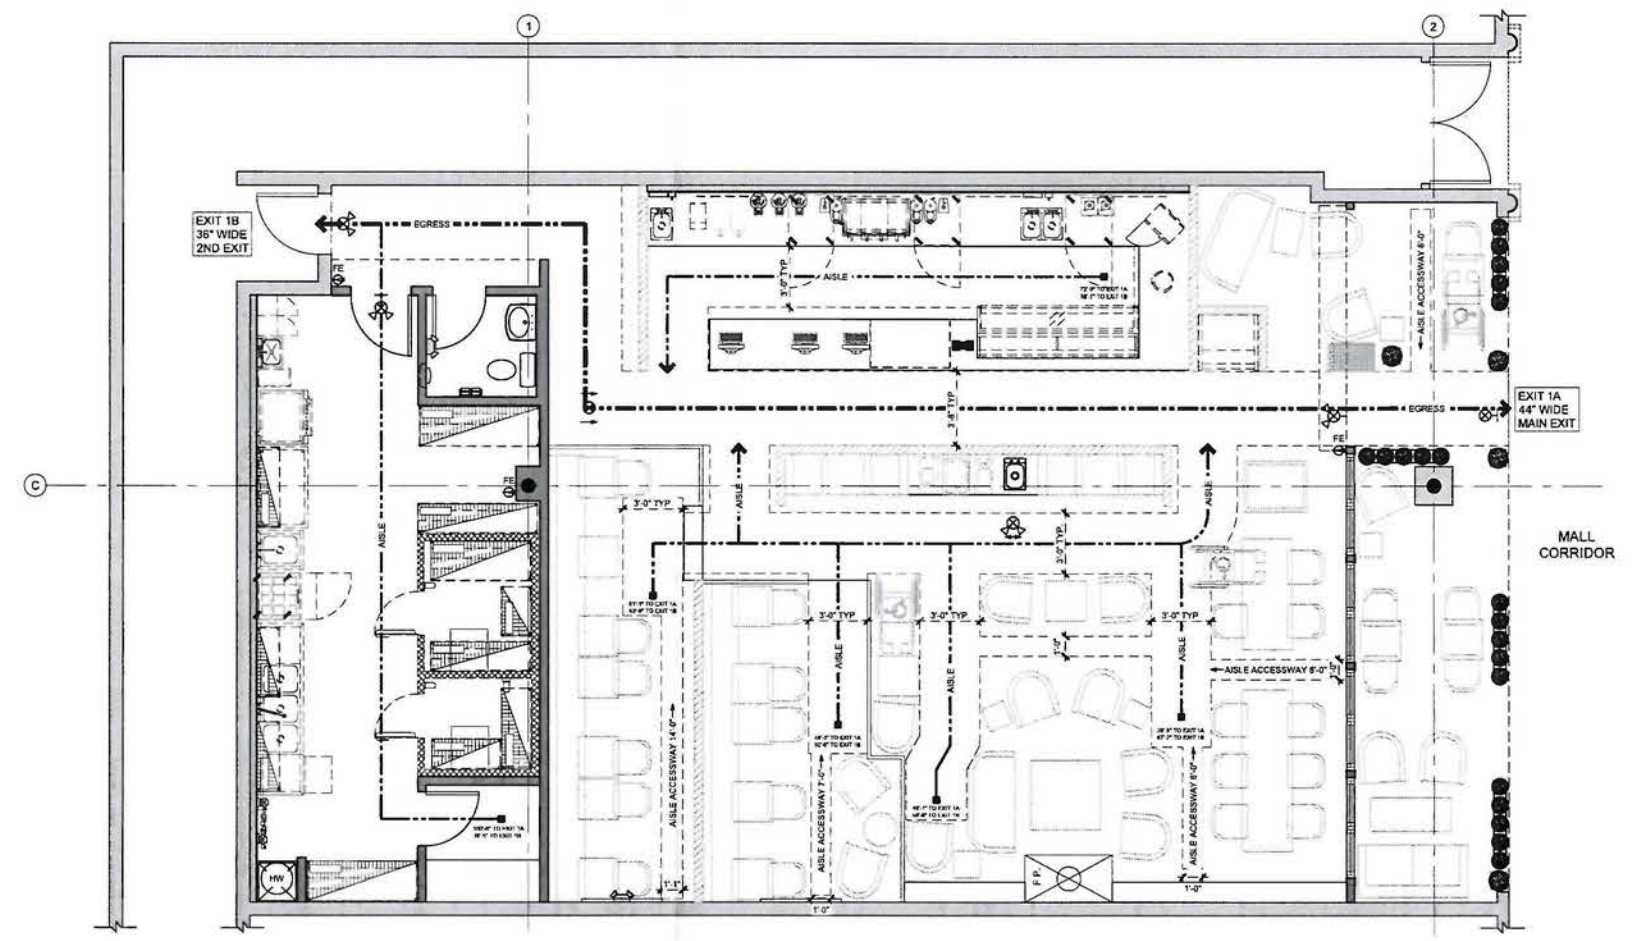 1
2
C
EXIT 1B
36" WIDE
2ND EXIT
EGRESS
FE
AISLE
3'-0" TYP
EXIT 1A
44" WIDE
MAIN EXIT
EGRESS
AISLE ACCESSWAY 6'-0"
3'-8" TYP
FE
FE
3'-0" TYP
AISLE
AISLE
3'-0" TYP
MALL
CORRIDOR
AISLE
3'-0" TYP
3'-0" TYP
3'-0" TYP
AISLE
AISLE
1'-0"
AISLE
AISLE ACCESSWAY 6'-0"
AISLE ACCESSWAY 14'-0"
AISLE ACCESSWAY 7'-0"
AISLE ACCESSWAY 6'-0"
HW
F.P.
1'-0"
1'-0"